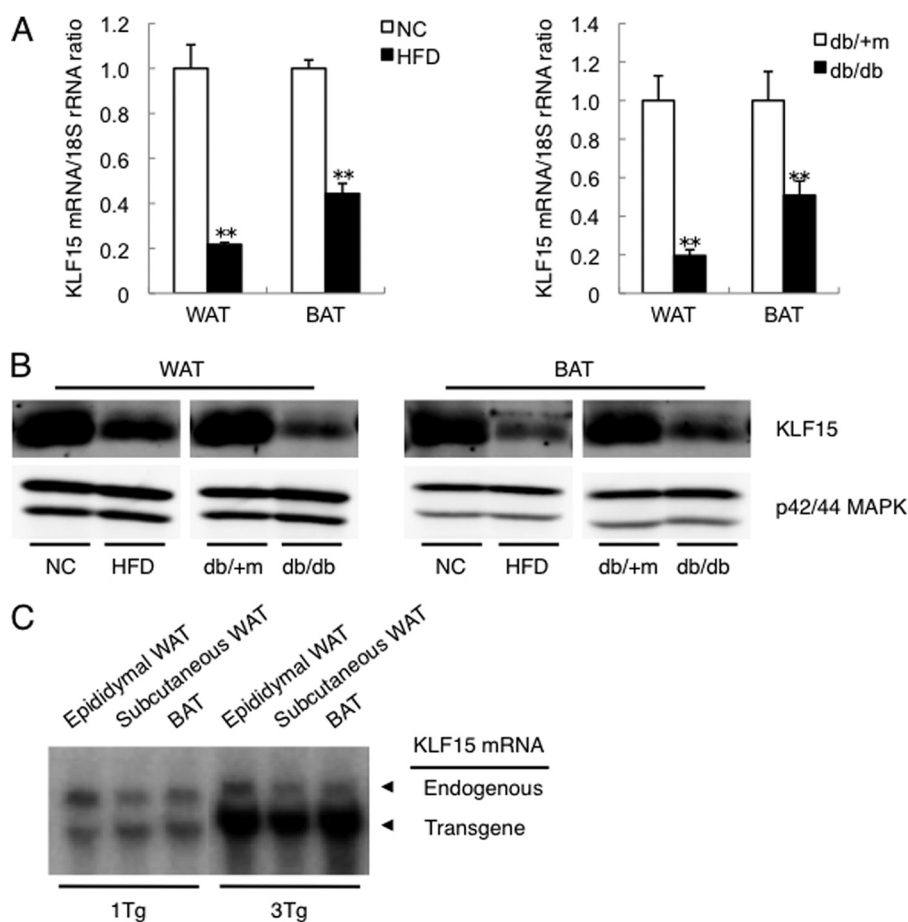 A
KLF15 mRNA/18S rRNA ratio
1.2
1.0
0.8
0.6
0.4
0.2
0
NC
HFD
**
**
WAT
BAT
KLF15 mRNA/18S rRNA ratio
1.4
1.2
1.0
0.8
0.6
0.4
0.2
0
db/+m
db/db
**
**
WAT
BAT
B
WAT
BAT
KLF15
p42/44 MAPK
NC
HFD
db/+m
db/db
NC
HFD
db/+m
db/db
C
Epididymal WAT
Subcutaneous WAT
BAT
Epididymal WAT
Subcutaneous WAT
BAT
KLF15 mRNA
Endogenous
Transgene
1Tg
3Tg